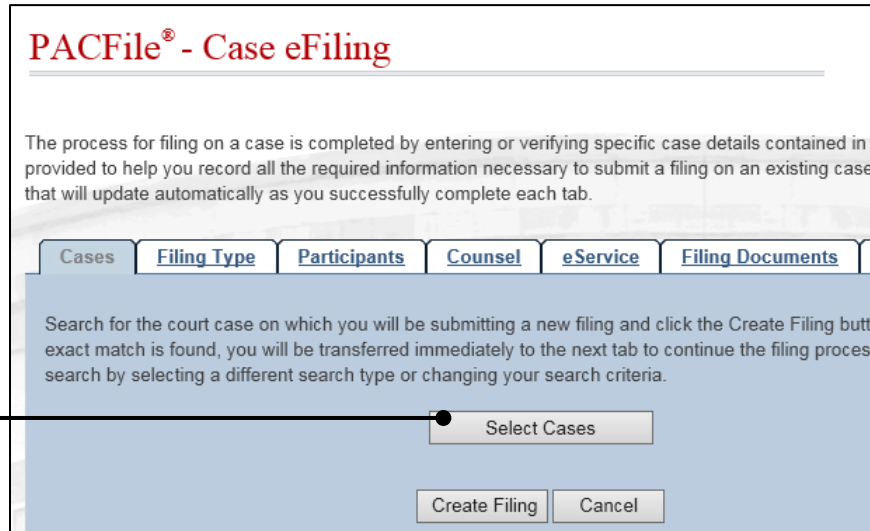 PACFile® - Case eFiling
The process for filing on a case is completed by entering or verifying specific case details contained in
provided to help you record all the required information necessary to submit a filing on an existing case
that will update automatically as you successfully complete each tab.
Cases Filing Type Participants Counsel eService Filing Documents
Search for the court case on which you will be submitting a new filing and click the Create Filing butt
exact match is found, you will be transferred immediately to the next tab to continue the filing proces
search by selecting a different search type or changing your search criteria.
Select Cases
Create Filing Cancel